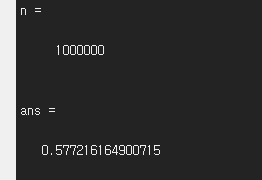 n =
1000000
ans =
0.577216164900715